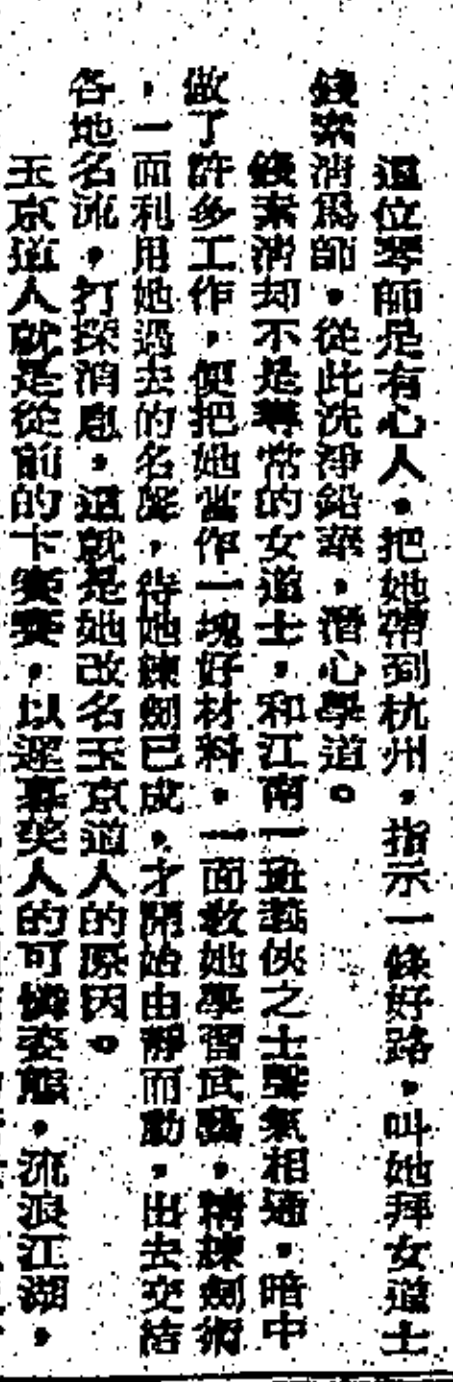 這位琴師是有心人，把她帶到杭州，指示一條好路，叫她拜女道士
錢素清爲師，從此洗淨鉛華，潛心學道。
錢素清却不是尋常的女道士，和江南一班義俠之士聲氣相通，暗中
做了許多工作，便把她當作一塊好材料，一面敎她學習武藝，精練劍術
，一面利用她過去的名聲，待她練劍已成，才開始由靜而動，出去交結
各地名流，打探消息，這就是她改名玉京道人的原因。
玉京道人就是從前的卞賽賽，以遲暮美人的可憐姿態，流浪江湖，